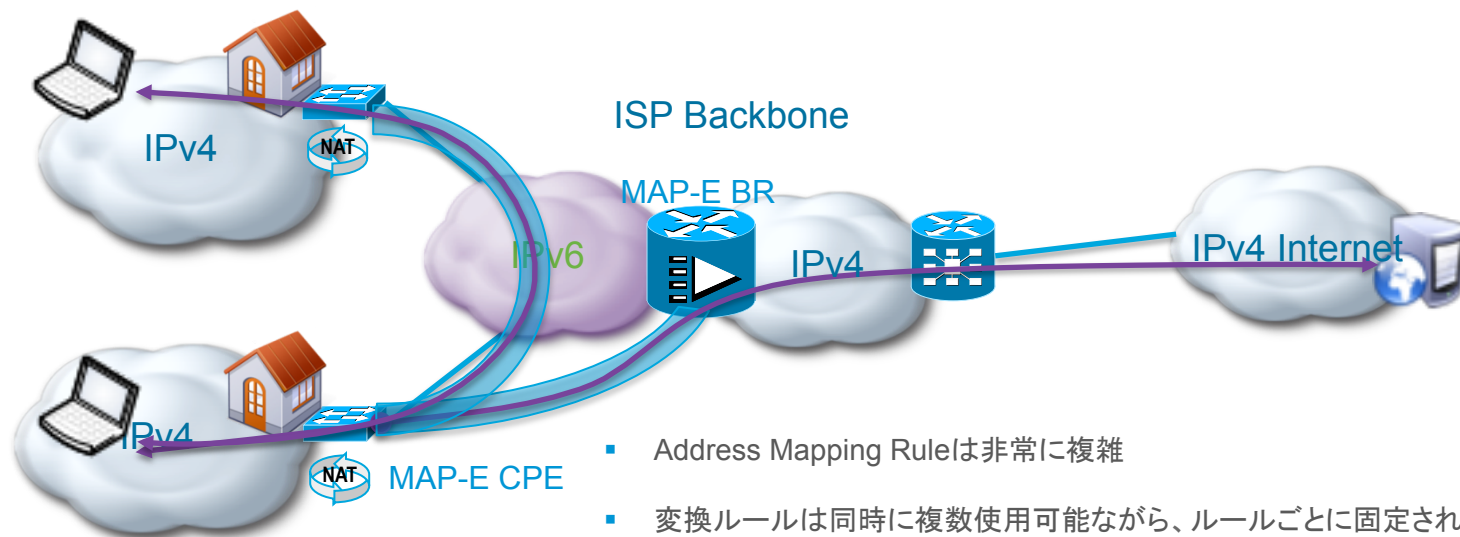 ISP Backbone
IPv4
NAT
MAP-E BR
IPv6
IPv4
IPv4 Internet
IPv4
NAT
MAP-E CPE
▪ Address Mapping Ruleは非常に複雑
▪ 変換ルールは同時に複数使用可能ながら、ルールごとに固定され